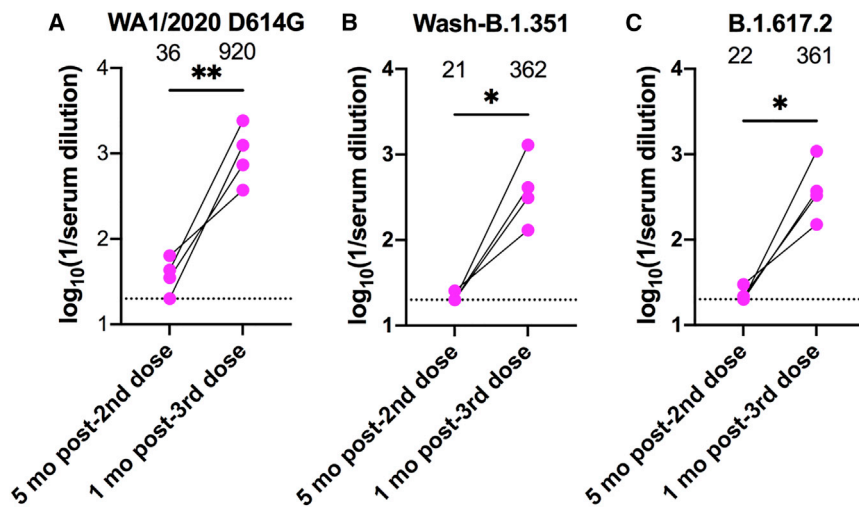 A WA1/2020 D614G
36 920
**
log10(1/serum dilution)
4
3
2
1
5 mo post-2nd dose
1 mo post-3rd dose
B Wash-B.1.351
21 362
*
log10(1/serum dilution)
4
3
2
1
5 mo post-2nd dose
1 mo post-3rd dose
C B.1.617.2
22 361
*
log10(1/serum dilution)
4
3
2
1
5 mo post-2nd dose
1 mo post-3rd dose